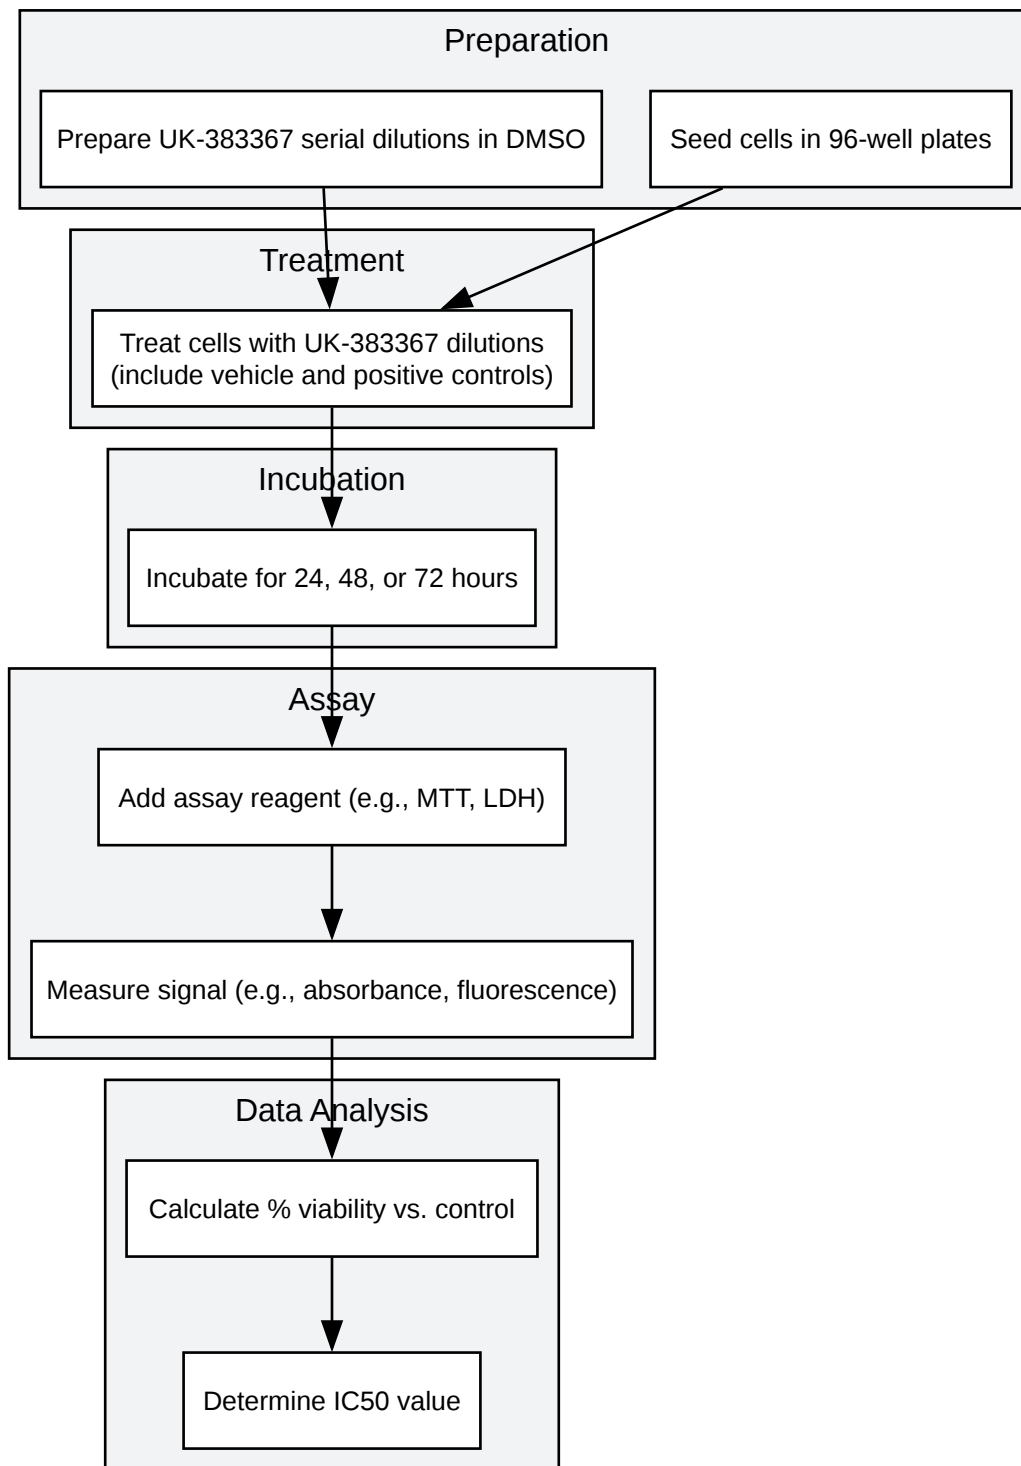 Preparation
Prepare UK-383367 serial dilutions in DMSO
Seed cells in 96-well plates
Treatment
Treat cells with UK-383367 dilutions
(include vehicle and positive controls)
Incubation
Incubate for 24, 48, or 72 hours
Assay
Add assay reagent (e.g., MTT, LDH)
Measure signal (e.g., absorbance, fluorescence)
Data Analysis
Calculate % viability vs. control
Determine IC50 value